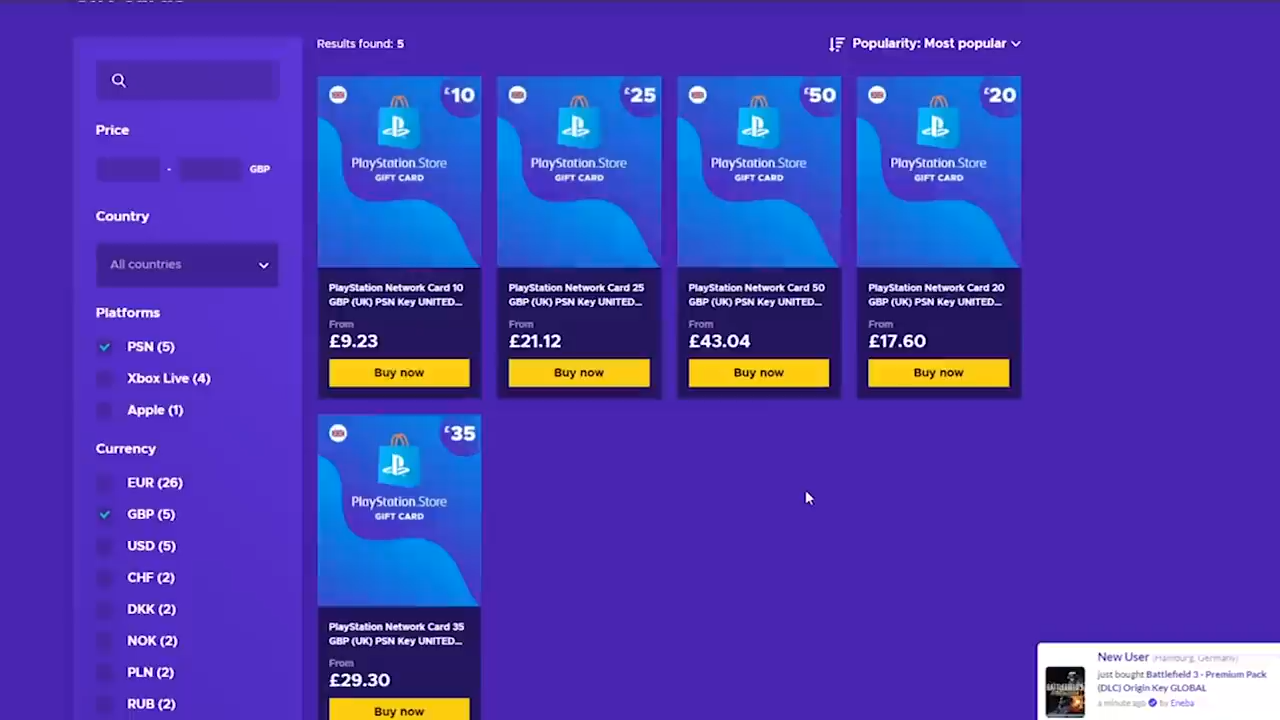 Results found: 5
Popularity: Most popular
Price
-
GBP
Country
All countries
Platforms
PSN (5)
Xbox Live (4)
Apple (1)
Currency
EUR (26)
GBP (5)
USD (5)
CHF (2)
DKK (2)
NOK (2)
PLN (2)
RUB (2)
£10
PlayStation.Store
GIFT CARD
PlayStation Network Card 10
GBP (UK) PSN Key UNITED...
From
£9.23
Buy now
£25
PlayStation.Store
GIFT CARD
PlayStation Network Card 25
GBP (UK) PSN Key UNITED...
From
£21.12
Buy now
£50
PlayStation.Store
GIFT CARD
PlayStation Network Card 50
GBP (UK) PSN Key UNITED...
From
£43.04
Buy now
£20
PlayStation.Store
GIFT CARD
PlayStation Network Card 20
GBP (UK) PSN Key UNITED...
From
£17.60
Buy now
£35
PlayStation.Store
GIFT CARD
PlayStation Network Card 35
GBP (UK) PSN Key UNITED...
From
£29.30
Buy now
New User (Hamburg, Germany)
just bought Battlefield 3 - Premium Pack
(DLC) Origin Key GLOBAL
a minute ago by Eneba